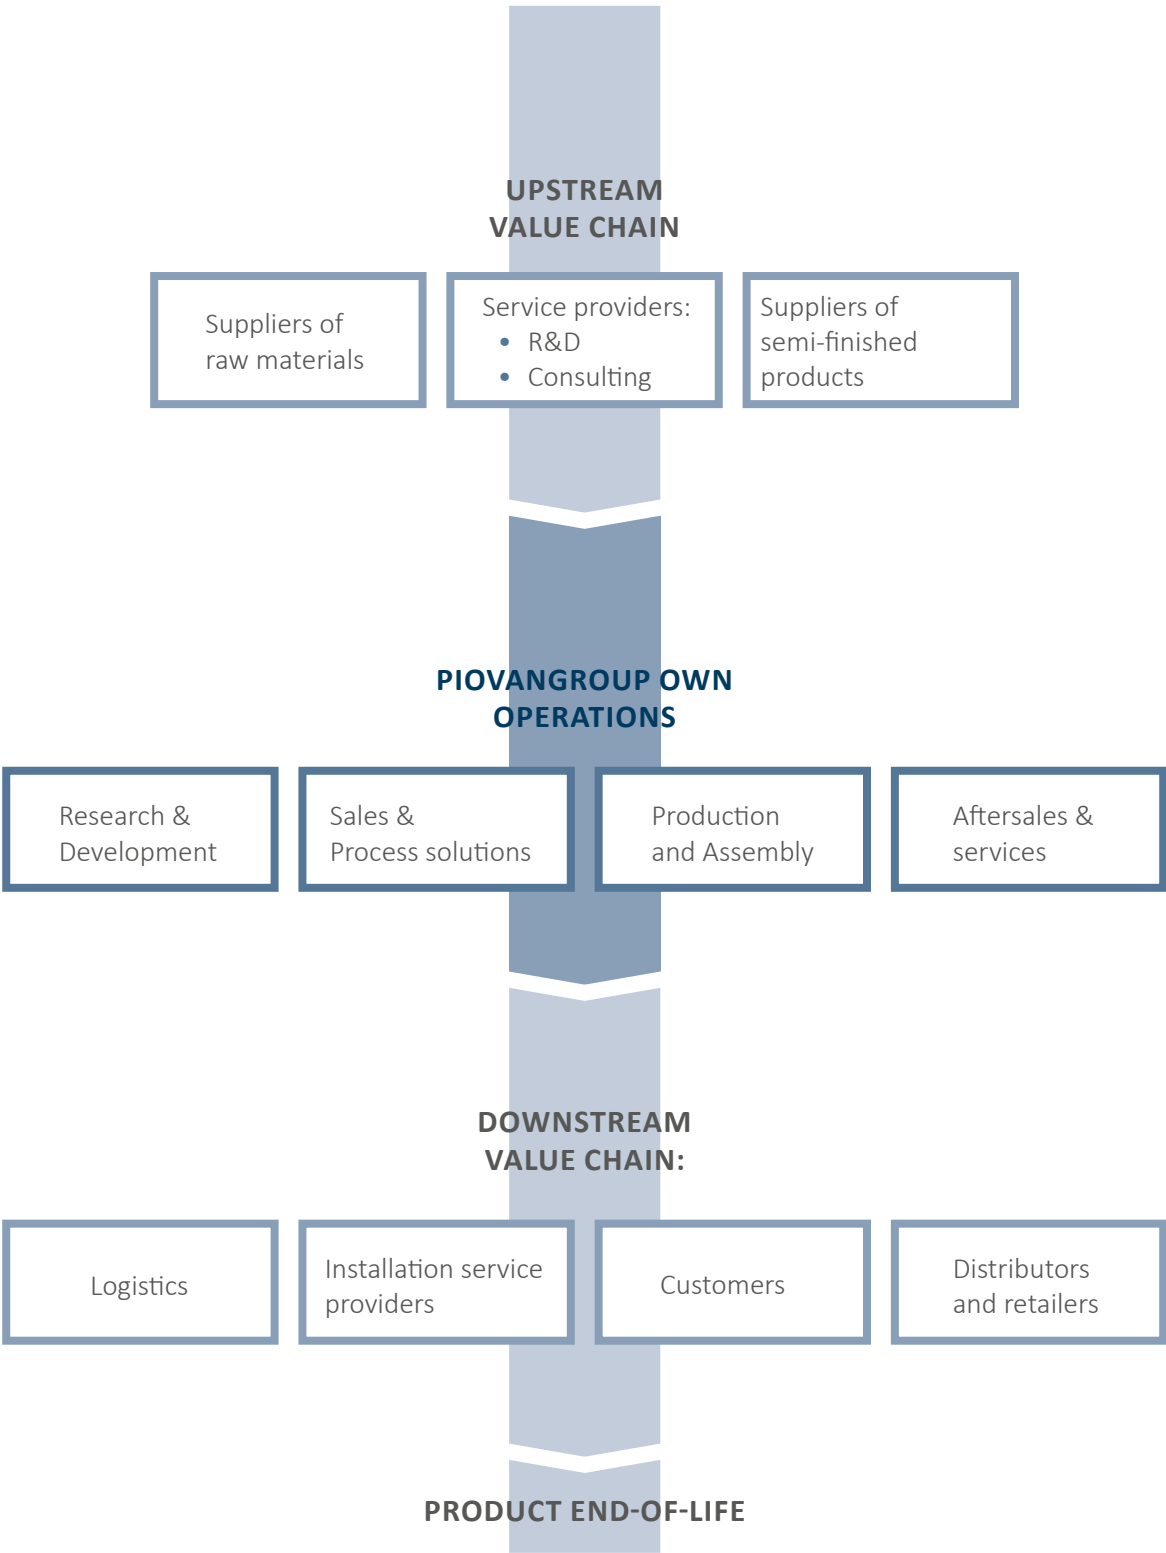 UPSTREAM
VALUE CHAIN
Suppliers of
raw materials
Service providers:
• R&D
• Consulting
Suppliers of
semi-finished
products
PIOVANGROUP OWN
OPERATIONS
Research &
Development
Sales &
Process solutions
Production
and Assembly
Aftersales &
services
DOWNSTREAM
VALUE CHAIN:
Logistics
Installation service
providers
Customers
Distributors
and retailers
PRODUCT END-OF-LIFE